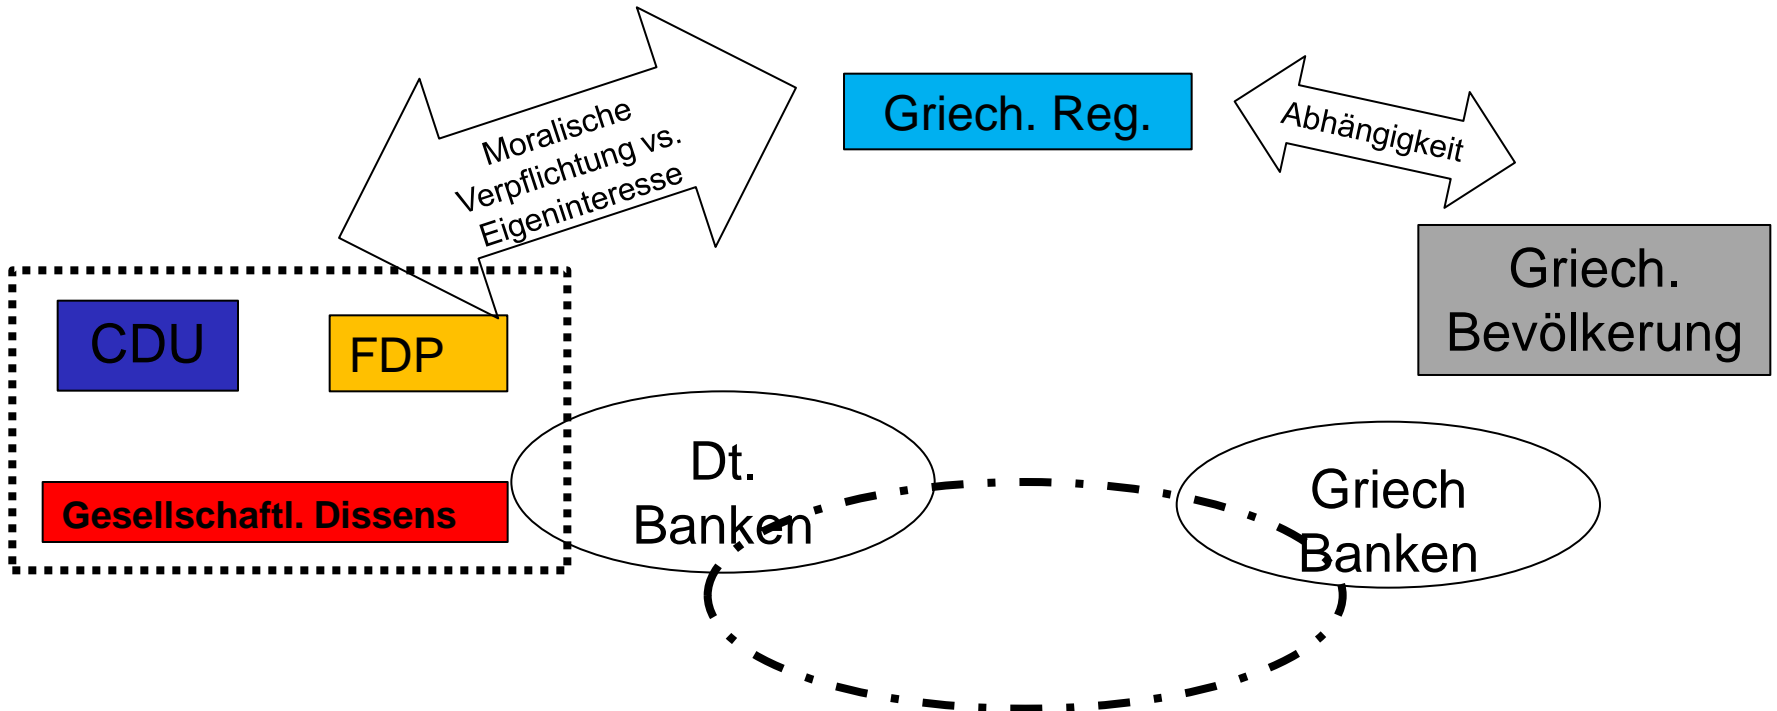 Moralische
Verpflichtung vs.
Eigeninteresse
Griech. Reg.
Abhängigkeit
Griech.
Bevölkerung
CDU
FDP
Gesellschaftl. Dissens
Dt.
Banken
Griech
Banken